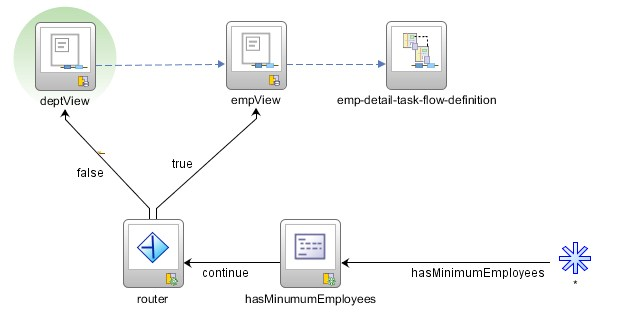 deptView
empView
emp-detail-task-flow-definition
false
true
continue
hasMinimumEmployees
router
hasMinumumEmployees
*